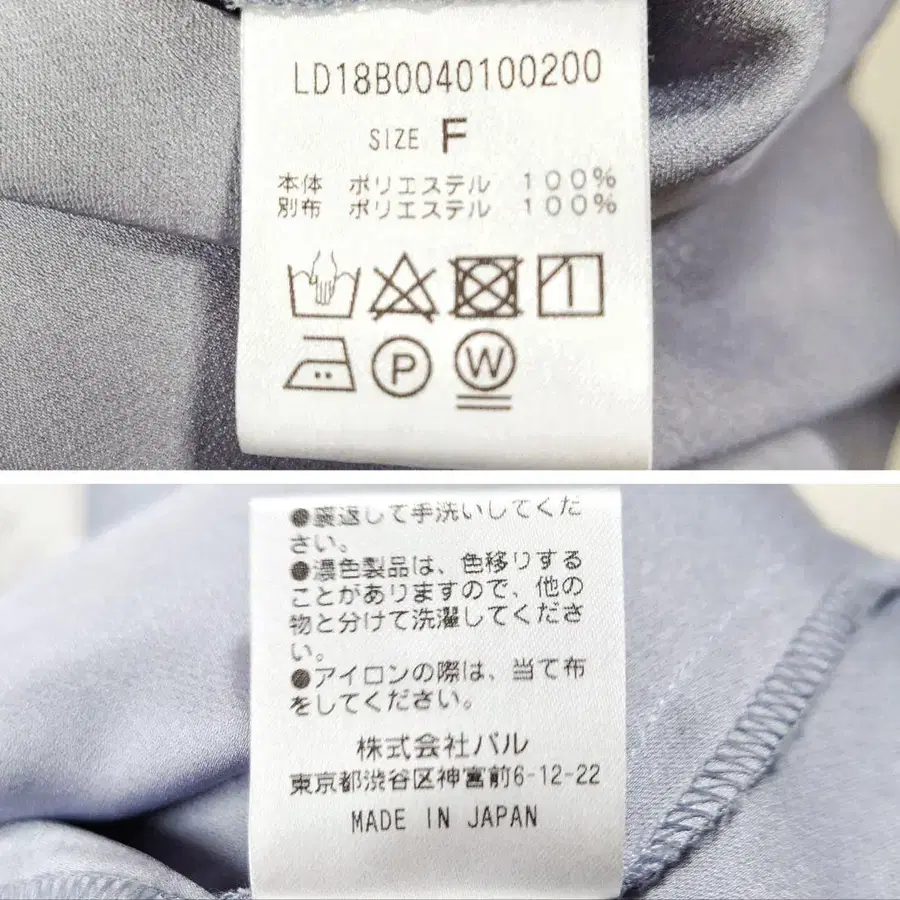 LD18B0040100200
SIZE F
本体 ポリエステル 100%
別布 ポリエステル 100%
P
W
●裏返して手洗いしてくだ
さい。
●濃色製品は、色移りする
ことがありますので、他の
物と分けて洗濯してくださ
い。
●アイロンの際は、当て布
をしてください。
株式会社パル
東京都渋谷区神宮前6-12-22
MADE IN JAPAN